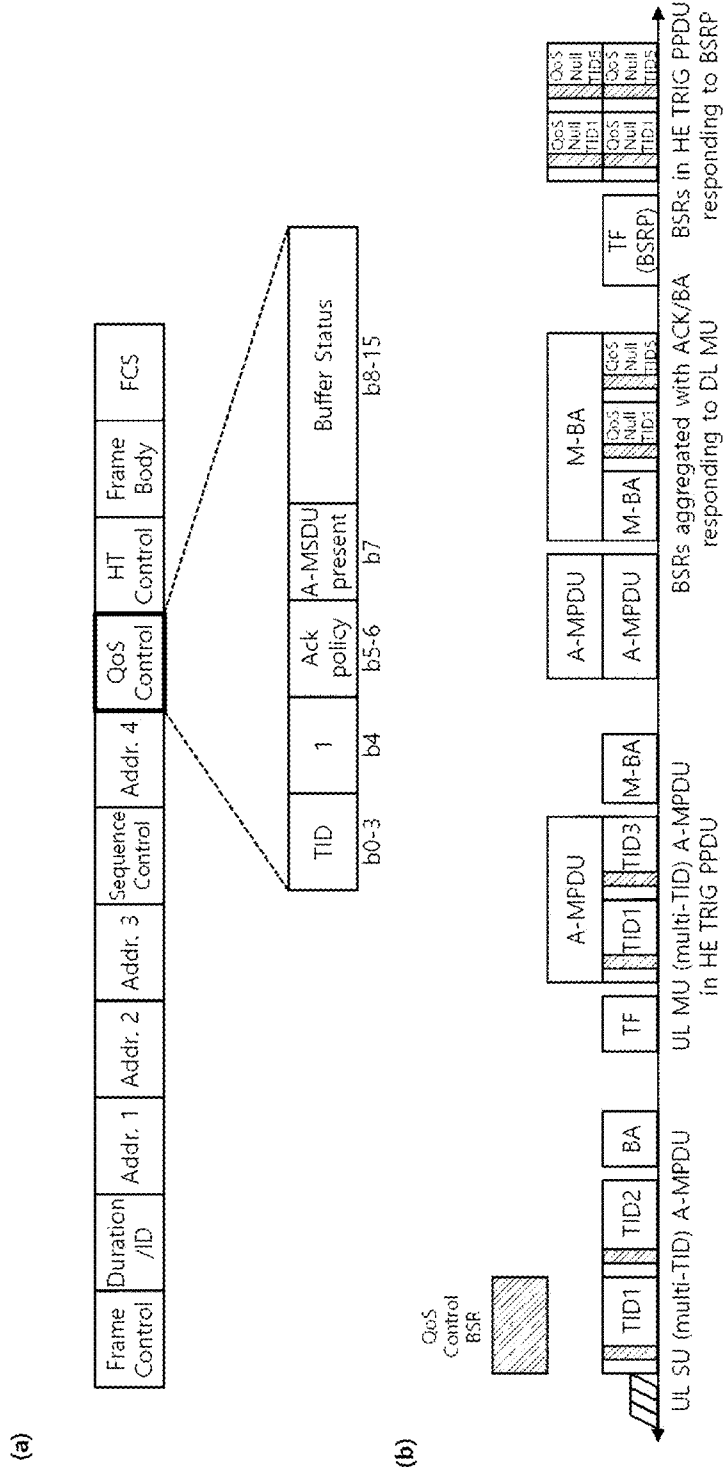 (a)
Frame
Control
Duration
/ID
Addr. 1
Addr. 2
Addr. 3
Sequence
Control
Addr. 4
QoS
Control
HT
Control
Frame
Body
FCS
TID
1
Ack
policy
A-MSDU
present
Buffer Status
b0-3
b4
b5-6
b7
b8-15
(b)
QoS
Control
BSR
TID1
TID2
BA
UL SU (multi-TID) A-MPDU
TF
A-MPDU
TID1
TID3
M-BA
UL MU (multi-TID) A-MPDU
in HE TRIG PPDU
A-MPDU
A-MPDU
M-BA
M-BA
QoS
Null
TID1
QoS
Null
TID5
BSRs aggregated with ACK/BA
responding to DL MU
TF
(BSRP)
QoS
Null
TID1
QoS
Null
TID5
QoS
Null
TID1
QoS
Null
TID5
BSRs in HE TRIG PPDU
responding to BSRP